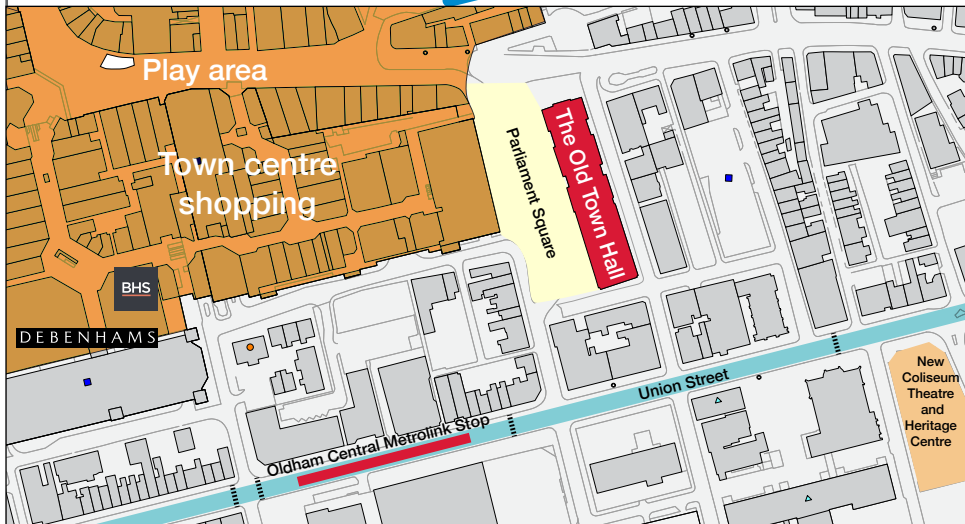 Play area
Town centre
shopping
Parliament Square
The Old Town Hall
BHS
DEBENHAMS
Union Street
Oldham Central Metrolink Stop
New
Coliseum
Theatre
and
Heritage
Centre